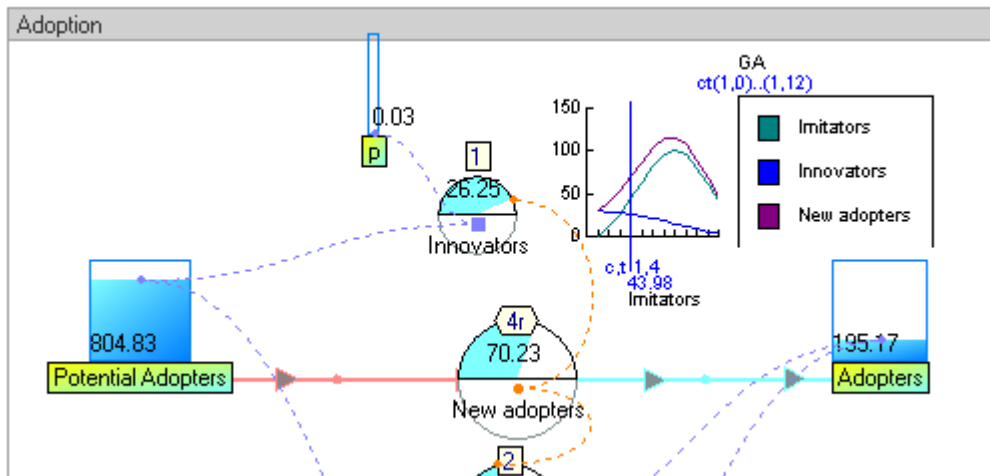 Adoption
GA
ct(1,0)..(1,12)
0.03
p
1
26.25
Innovators
150
100
50
0
Imitators
Innovators
New adopters
c,t 1,4
43.98
Imitators
804.83
Potential Adopters
4r
70.23
New adopters
195.17
Adopters
2